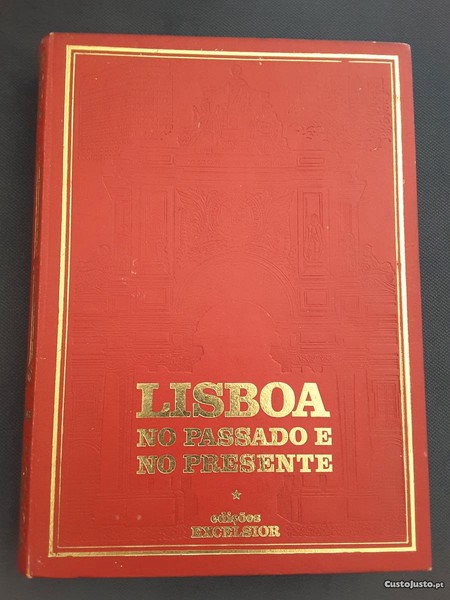 LISBOA
NO PASSADO E
NO PRESENTE
edições
EXCELSIOR
CustoJusto.pt